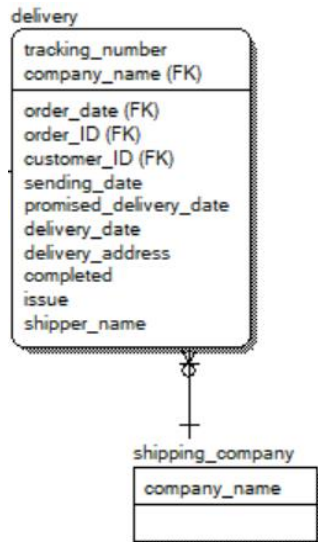 delivery
tracking_number
company_name (FK)
order_date (FK)
order_ID (FK)
customer_ID (FK)
sending_date
promised_delivery_date
delivery_date
delivery_address
completed
issue
shipper_name
shipping_company
company_name